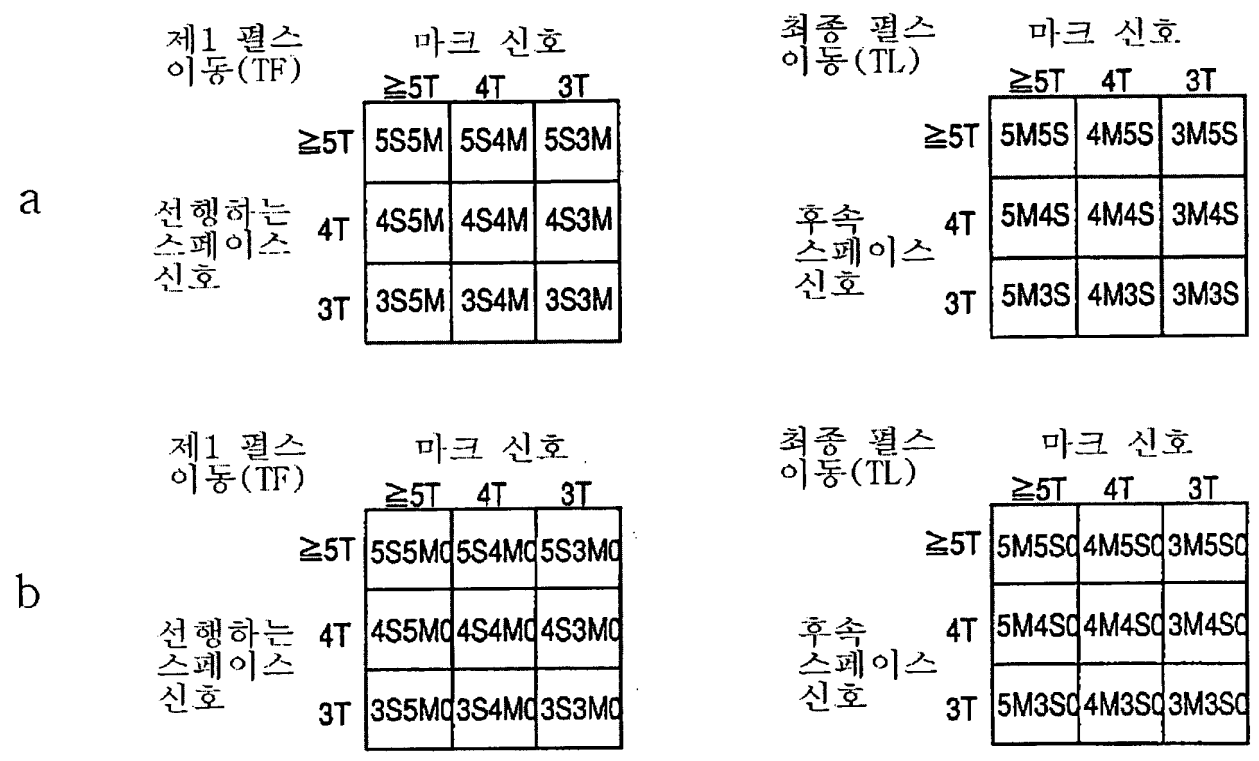 a
제1 펄스
이동(TF)
마크 신호
≧5T 4T 3T
≧5T 5S5M 5S4M 5S3M
선행하는
스페이스
신호
4T 4S5M 4S4M 4S3M
3T 3S5M 3S4M 3S3M
최종 펄스
이동(TL)
마크 신호
≧5T 4T 3T
≧5T 5M5S 4M5S 3M5S
후속
스페이스
신호
4T 5M4S 4M4S 3M4S
3T 5M3S 4M3S 3M3S
b
제1 펄스
이동(TF)
마크 신호
≧5T 4T 3T
≧5T 5S5M0 5S4M0 5S3M0
선행하는
스페이스
신호
4T 4S5M0 4S4M0 4S3M0
3T 3S5M0 3S4M0 3S3M0
최종 펄스
이동(TL)
마크 신호
≧5T 4T 3T
≧5T 5M5S0 4M5S0 3M5S0
후속
스페이스
신호
4T 5M4S0 4M4S0 3M4S0
3T 5M3S0 4M3S0 3M3S0